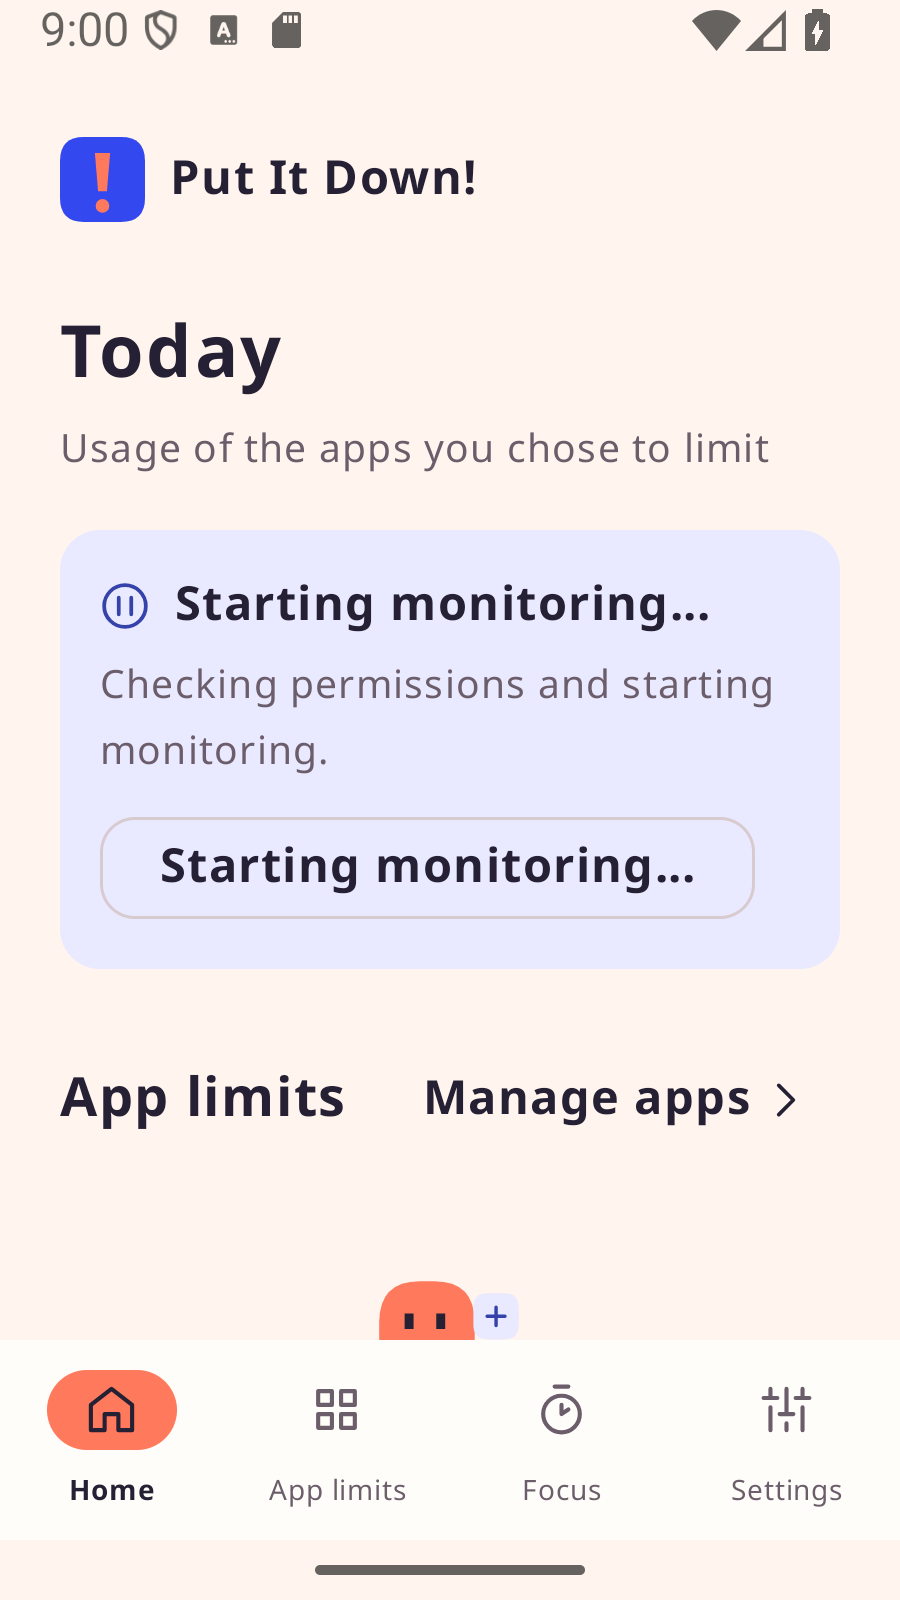 9:00
Put It Down!
Today
Usage of the apps you chose to limit
Starting monitoring...
Checking permissions and starting
monitoring.
Starting monitoring...
App limits
Manage apps
Home
App limits
Focus
Settings